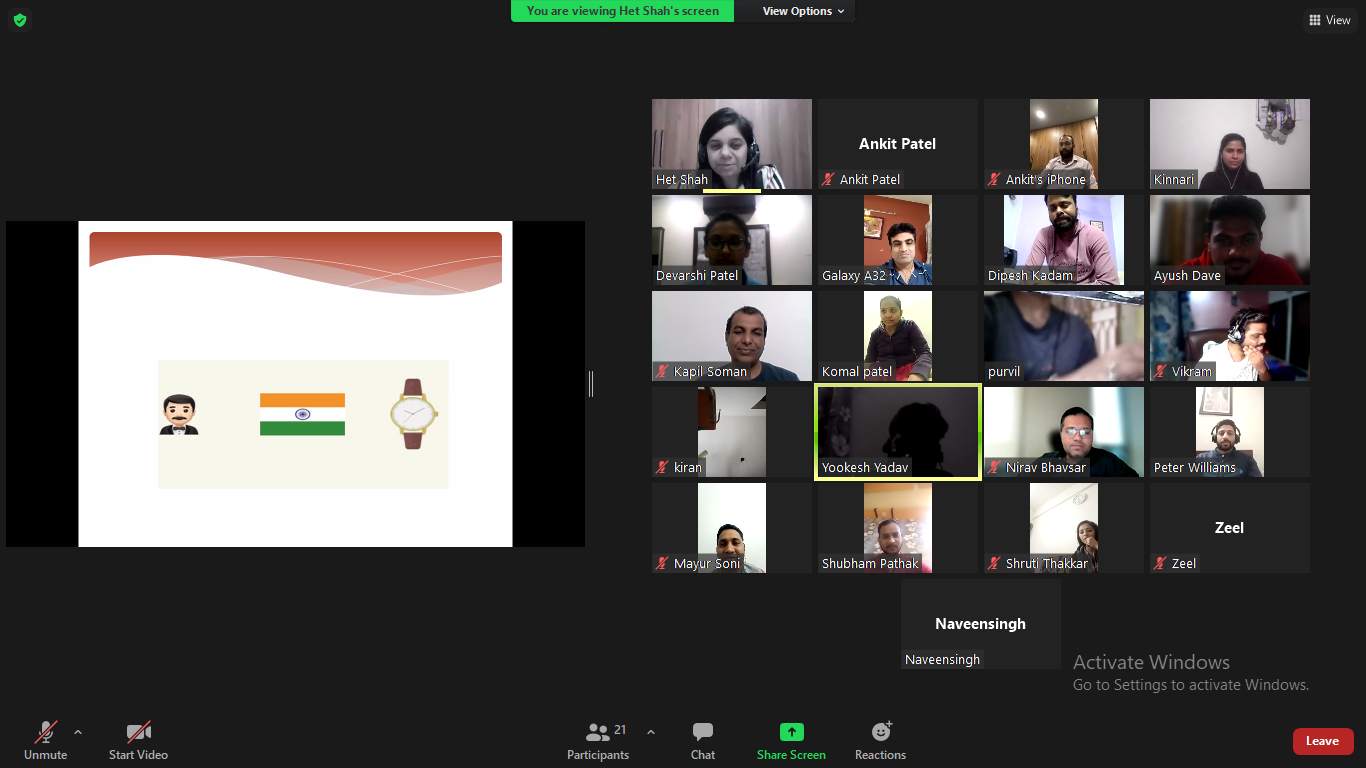 You are viewing Het Shah's screen
View Options
View
Het Shah
Ankit Patel
Ankit Patel
Ankit's iPhone
Kinnari
Devarshi Patel
Galaxy A32
Dipesh Kadam
Ayush Dave
Kapil Soman
Komal patel
purvil
Vikram
kiran
Yookesh Yadav
Nirav Bhavsar
Peter Williams
Mayur Soni
Shubham Pathak
Shruti Thakkar
Zeel
Zeel
Naveensingh
Naveensingh
Activate Windows
Go to Settings to activate Windows.
Unmute
Start Video
21
Participants
Chat
Share Screen
Reactions
Leave